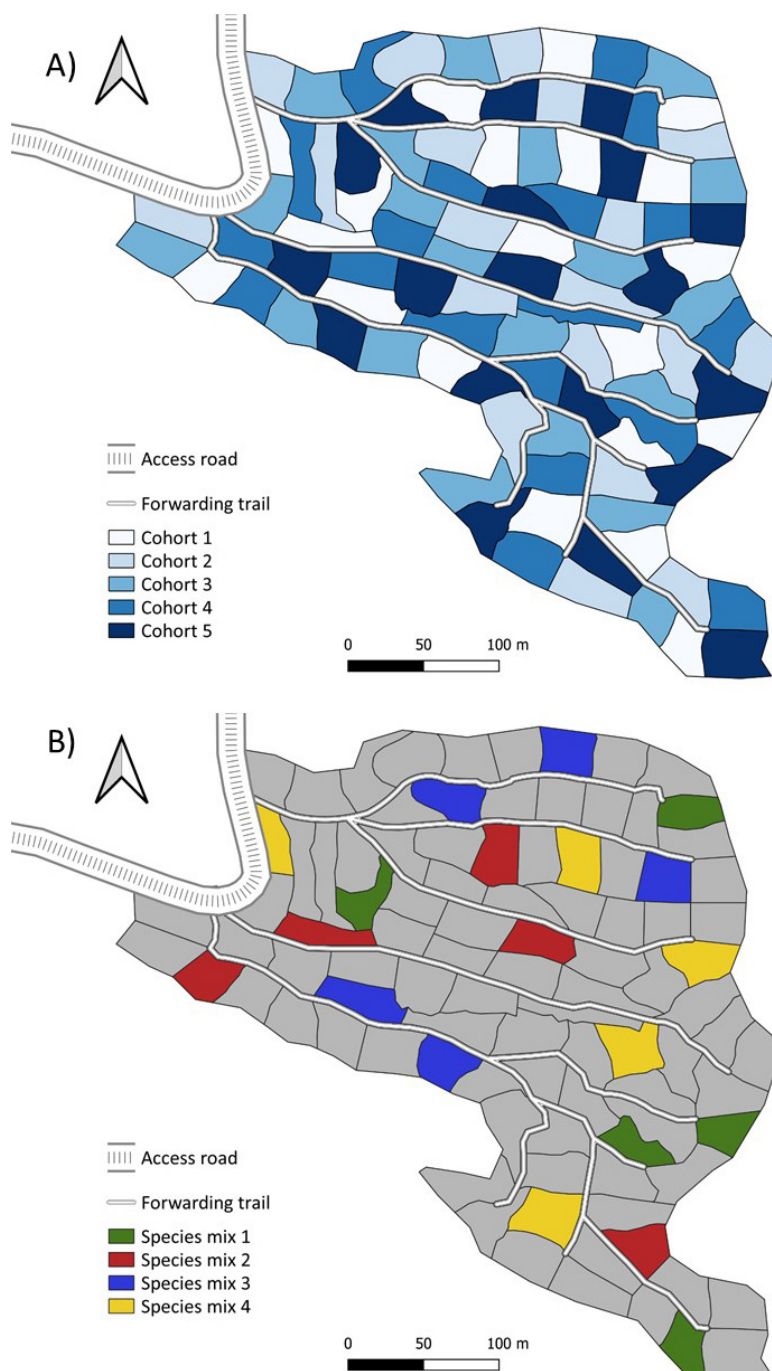 A)
Access road
Forwarding trail
Cohort 1
Cohort 2
Cohort 3
Cohort 4
Cohort 5
0 50 100 m
B)
Access road
Forwarding trail
Species mix 1
Species mix 2
Species mix 3
Species mix 4
0 50 100 m